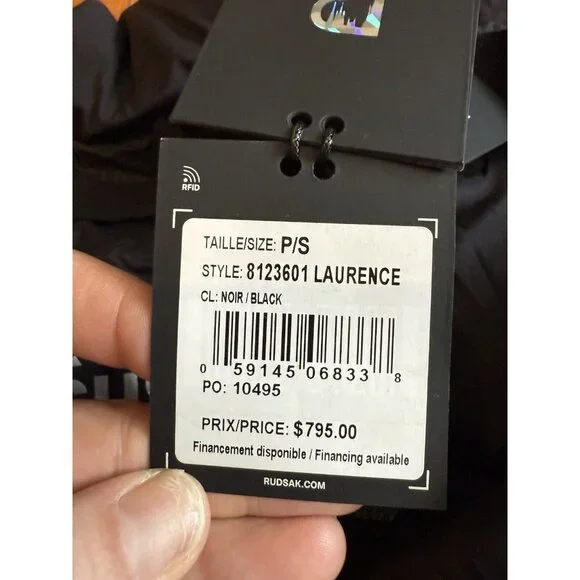 RFID
TAILLE/SIZE: P/S
STYLE: 8123601 LAURENCE
CL: NOIR / BLACK
0 59145 06833 8
PO: 10495
PRIX/PRICE: $795.00
Financement disponible / Financing available
RUDSAK.COM